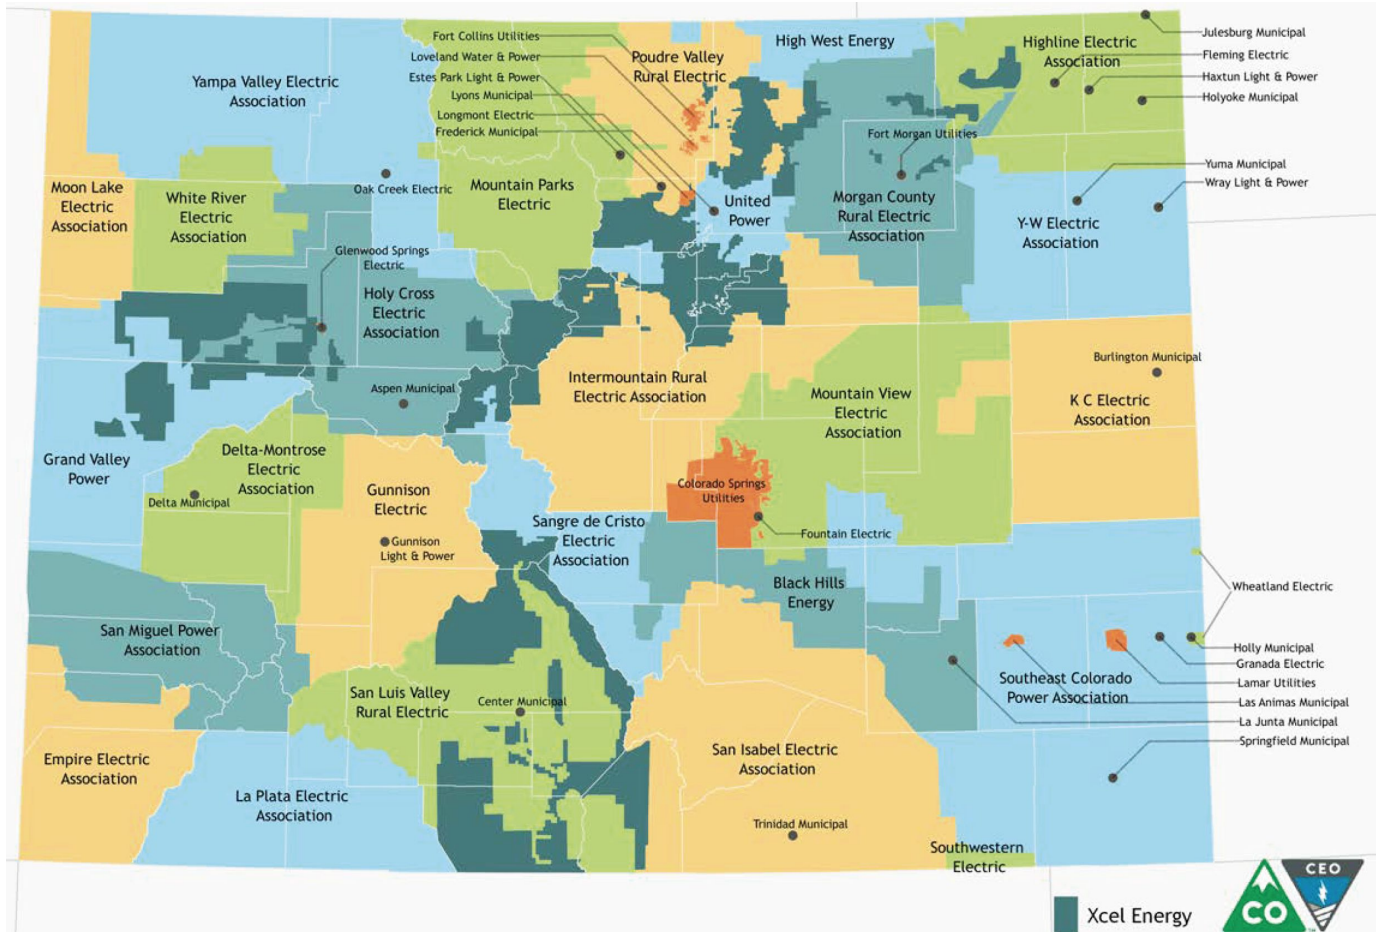 Fort Collins Utilities
Loveland Water & Power
Estes Park Light & Power
Lyons Municipal
Longmont Electric
Frederick Municipal
Yampa Valley Electric
Association
Poudre Valley
Rural Electric
High West Energy
Highline Electric
Association
Julesburg Municipal
Fleming Electric
Haxtun Light & Power
Holyoke Municipal
Fort Morgan Utilities
Yuma Municipal
Wray Light & Power
Moon Lake
Electric
Association
White River
Electric
Association
Oak Creek Electric
Mountain Parks
Electric
United
Power
Morgan County
Rural Electric
Association
Y-W Electric
Association
Glenwood Springs
Electric
Holy Cross
Electric
Association
Aspen Municipal
Intermountain Rural
Electric Association
Mountain View
Electric
Association
Burlington Municipal
K C Electric
Association
Grand Valley
Power
Delta-Montrose
Electric
Association
Delta Municipal
Gunnison
Electric
Gunnison
Light & Power
Colorado Springs
Utilities
Fountain Electric
Sangre de Cristo
Electric
Association
Black Hills
Energy
Wheatland Electric
San Miguel Power
Association
Holly Municipal
Granada Electric
Lamar Utilities
Las Animas Municipal
La Junta Municipal
Springfield Municipal
Southeast Colorado
Power Association
San Luis Valley
Rural Electric
Center Municipal
Empire Electric
Association
La Plata Electric
Association
San Isabel Electric
Association
Trinidad Municipal
Southwestern
Electric
Xcel Energy
CO
CEO